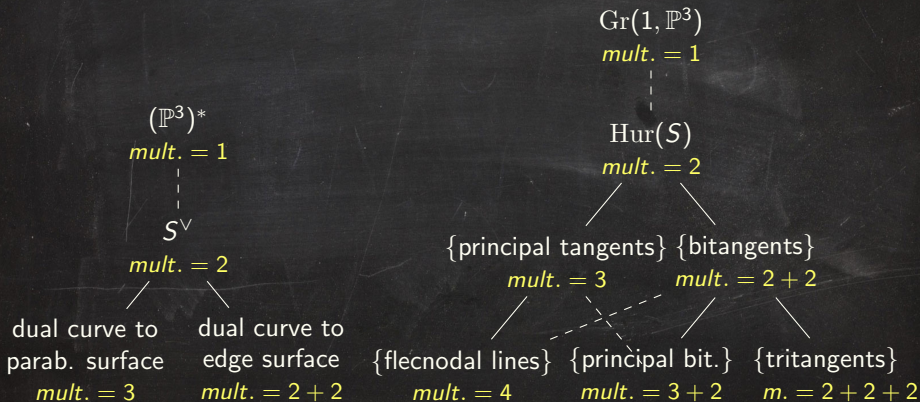 (ℙ³)*
mult. = 1
S^∨
mult. = 2
dual curve to
parab. surface
mult. = 3
dual curve to
edge surface
mult. = 2 + 2
Gr(1, ℙ³)
mult. = 1
Hur(S)
mult. = 2
{principal tangents} {bitangents}
mult. = 3 mult. = 2 + 2
{flecnodal lines} {principal bit.} {tritangents}
mult. = 4 mult. = 3 + 2 m. = 2 + 2 + 2